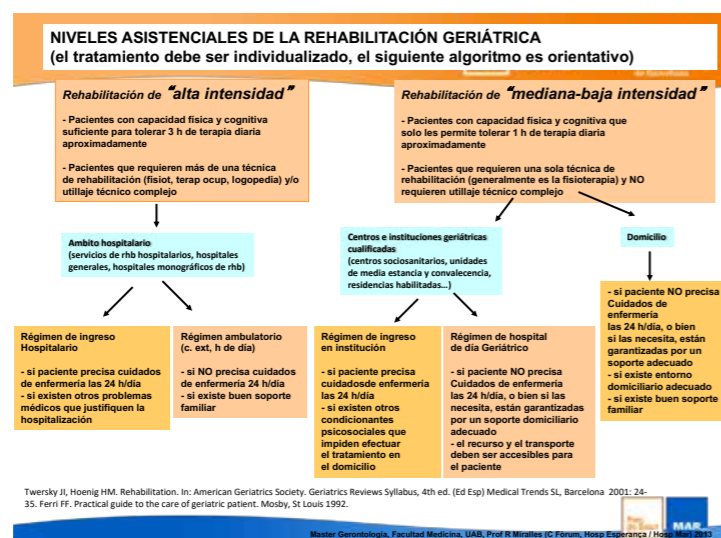 NIVELES ASISTENCIALES DE LA REHABILITACIÓN GERIÁTRICA
(el tratamiento debe ser individualizado, el siguiente algoritmo es orientativo)
Rehabilitación de “alta intensidad”
- Pacientes con capacidad física y cognitiva
suficiente para tolerar 3 h de terapia diaria
aproximadamente
- Pacientes que requieren más de una técnica
de rehabilitación (fisiot, terap ocup, logopedia) y/o
utillaje técnico complejo
Rehabilitación de “mediana-baja intensidad”
- Pacientes con capacidad física y cognitiva que
solo les permite tolerar 1 h de terapia diaria
aproximadamente
- Pacientes que requieren una sola técnica de
rehabilitación (generalmente es la fisioterapia) y NO
requieren utillaje técnico complejo
Ambito hospitalario
(servicios de rhb hospitalarios, hospitales
generales, hospitales monográficos de rhb)
Centros e instituciones geriátricas
cualificadas
(centros sociosanitarios, unidades
de media estancia y convalecencia,
residencias habilitadas...)
Domicilio
Régimen de ingreso
Hospitalario
- si paciente precisa cuidados
de enfermería las 24 h/día
- si existen otros problemas
médicos que justifiquen la
hospitalización
Régimen ambulatorio
(c. ext, h de día)
- si NO precisa cuidados
de enfermería 24 h/día
- si existe buen soporte
familiar
Régimen de ingreso
en institución
- si paciente precisa
cuidadosde enfermería
las 24 h/día
- si existen otros
condicionantes
psicosociales que
impiden efectuar
el tratamiento en
el domicilio
Régimen de hospital
de día Geriátrico
- si paciente NO precisa
Cuidados de enfermería
las 24 h/día, o bien si las
necesita, están garantizadas
por un soporte domiciliario
adecuado
- el recurso y el transporte
deben ser accesibles para
el paciente
- si paciente NO precisa
Cuidados de
enfermería
las 24 h/día, o bien
si las necesita, están
garantizadas por un
soporte adecuado
- si existe entorno
domiciliario adecuado
- si existe buen soporte
familiar
Twersky JI, Hoenig HM. Rehabilitation. In: American Geriatrics Society. Geriatrics Reviews Syllabus, 4th ed. (Ed Esp) Medical Trends SL, Barcelona 2001: 24-
35. Ferri FF. Practical guide to the care of geriatric patient. Mosby, St Louis 1992.
MAR
Master Gerontologia, Facultad Medicina, UAB, Prof R Miralles (C Fòrum, Hosp Esperança / Hosp Mar) 2013